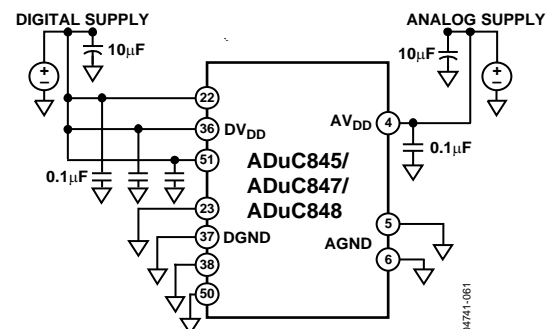 DIGITAL SUPPLY
ANALOG SUPPLY
10µF
10µF
+
–
+
–
22
36
DVDD
51
AVDD
4
0.1µF
0.1µF
ADuC845/
ADuC847/
ADuC848
23
37
DGND
38
50
5
AGND
6
04741-061